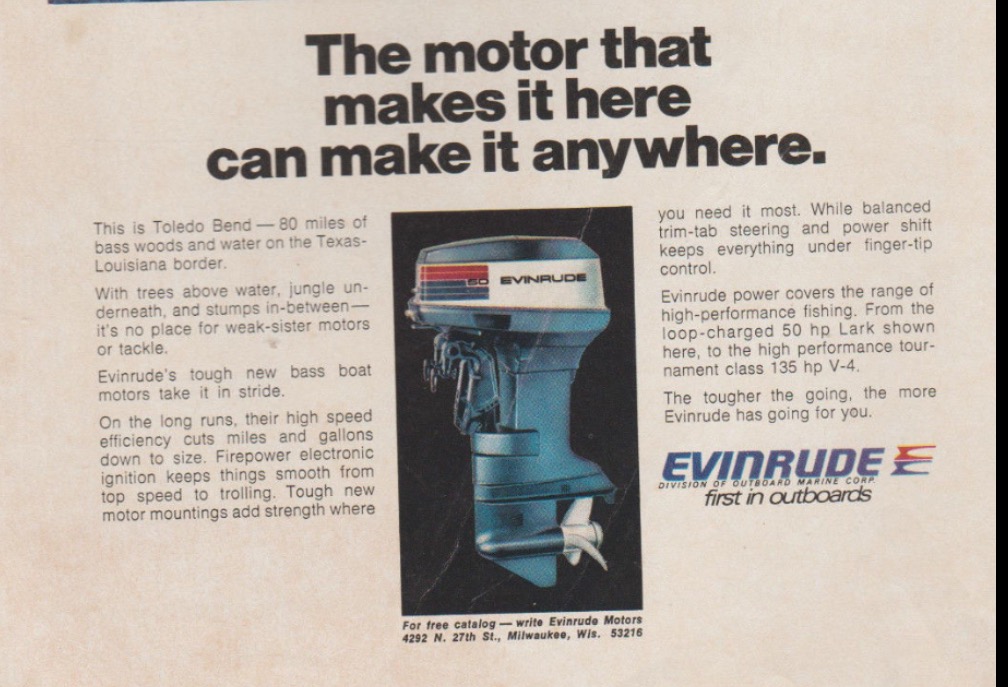 The motor that
makes it here
can make it anywhere.
This is Toledo Bend — 80 miles of
bass woods and water on the Texas-
Louisiana border.
With trees above water, jungle un-
derneath, and stumps in-between —
it's no place for weak-sister motors
or tackle.
Evinrude's tough new bass boat
motors take it in stride.
On the long runs, their high speed
efficiency cuts miles and gallons
down to size. Firepower electronic
ignition keeps things smooth from
top speed to trolling. Tough new
motor mountings add strength where
50 EVINRUDE
For free catalog — write Evinrude Motors
4292 N. 27th St., Milwaukee, Wis. 53216
you need it most. While balanced
trim-tab steering and power shift
keeps everything under finger-tip
control.
Evinrude power covers the range of
high-performance fishing. From the
loop-charged 50 hp Lark shown
here, to the high performance tour-
nament class 135 hp V-4.
The tougher the going, the more
Evinrude has going for you.
EVINRUDE
DIVISION OF OUTBOARD MARINE CORP.
first in outboards